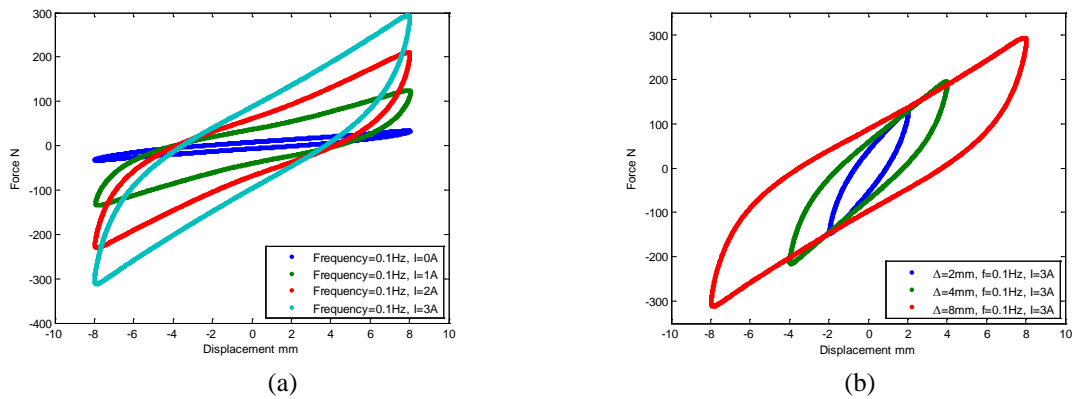 300
200
100
0
-100
-200
-300
-400
Force N
-10 -8 -6 -4 -2 0 2 4 6 8 10
Displacement mm
Frequency=0.1Hz, I=0A
Frequency=0.1Hz, I=1A
Frequency=0.1Hz, I=2A
Frequency=0.1Hz, I=3A
(a)
300
200
100
0
-100
-200
-300
Force N
-10 -8 -6 -4 -2 0 2 4 6 8 10
Displacement mm
Δ=2mm, f=0.1Hz, I=3A
Δ=4mm, f=0.1Hz, I=3A
Δ=8mm, f=0.1Hz, I=3A
(b)